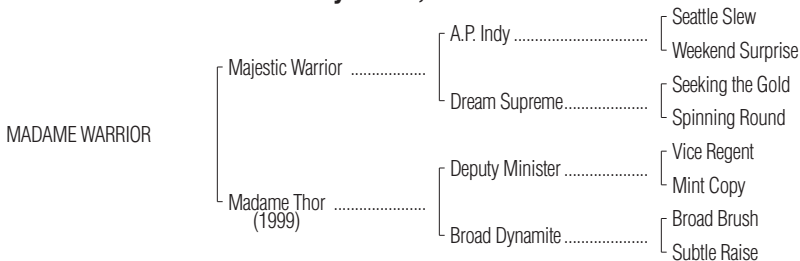 Seattle Slew
A.P. Indy ................................
Weekend Surprise
Majestic Warrior ..................
Seeking the Gold
Dream Supreme....................
Spinning Round
MADAME WARRIOR
Vice Regent
Deputy Minister ....................
Mint Copy
Madame Thor ......................
(1999)
Broad Brush
Broad Dynamite....................
Subtle Raise